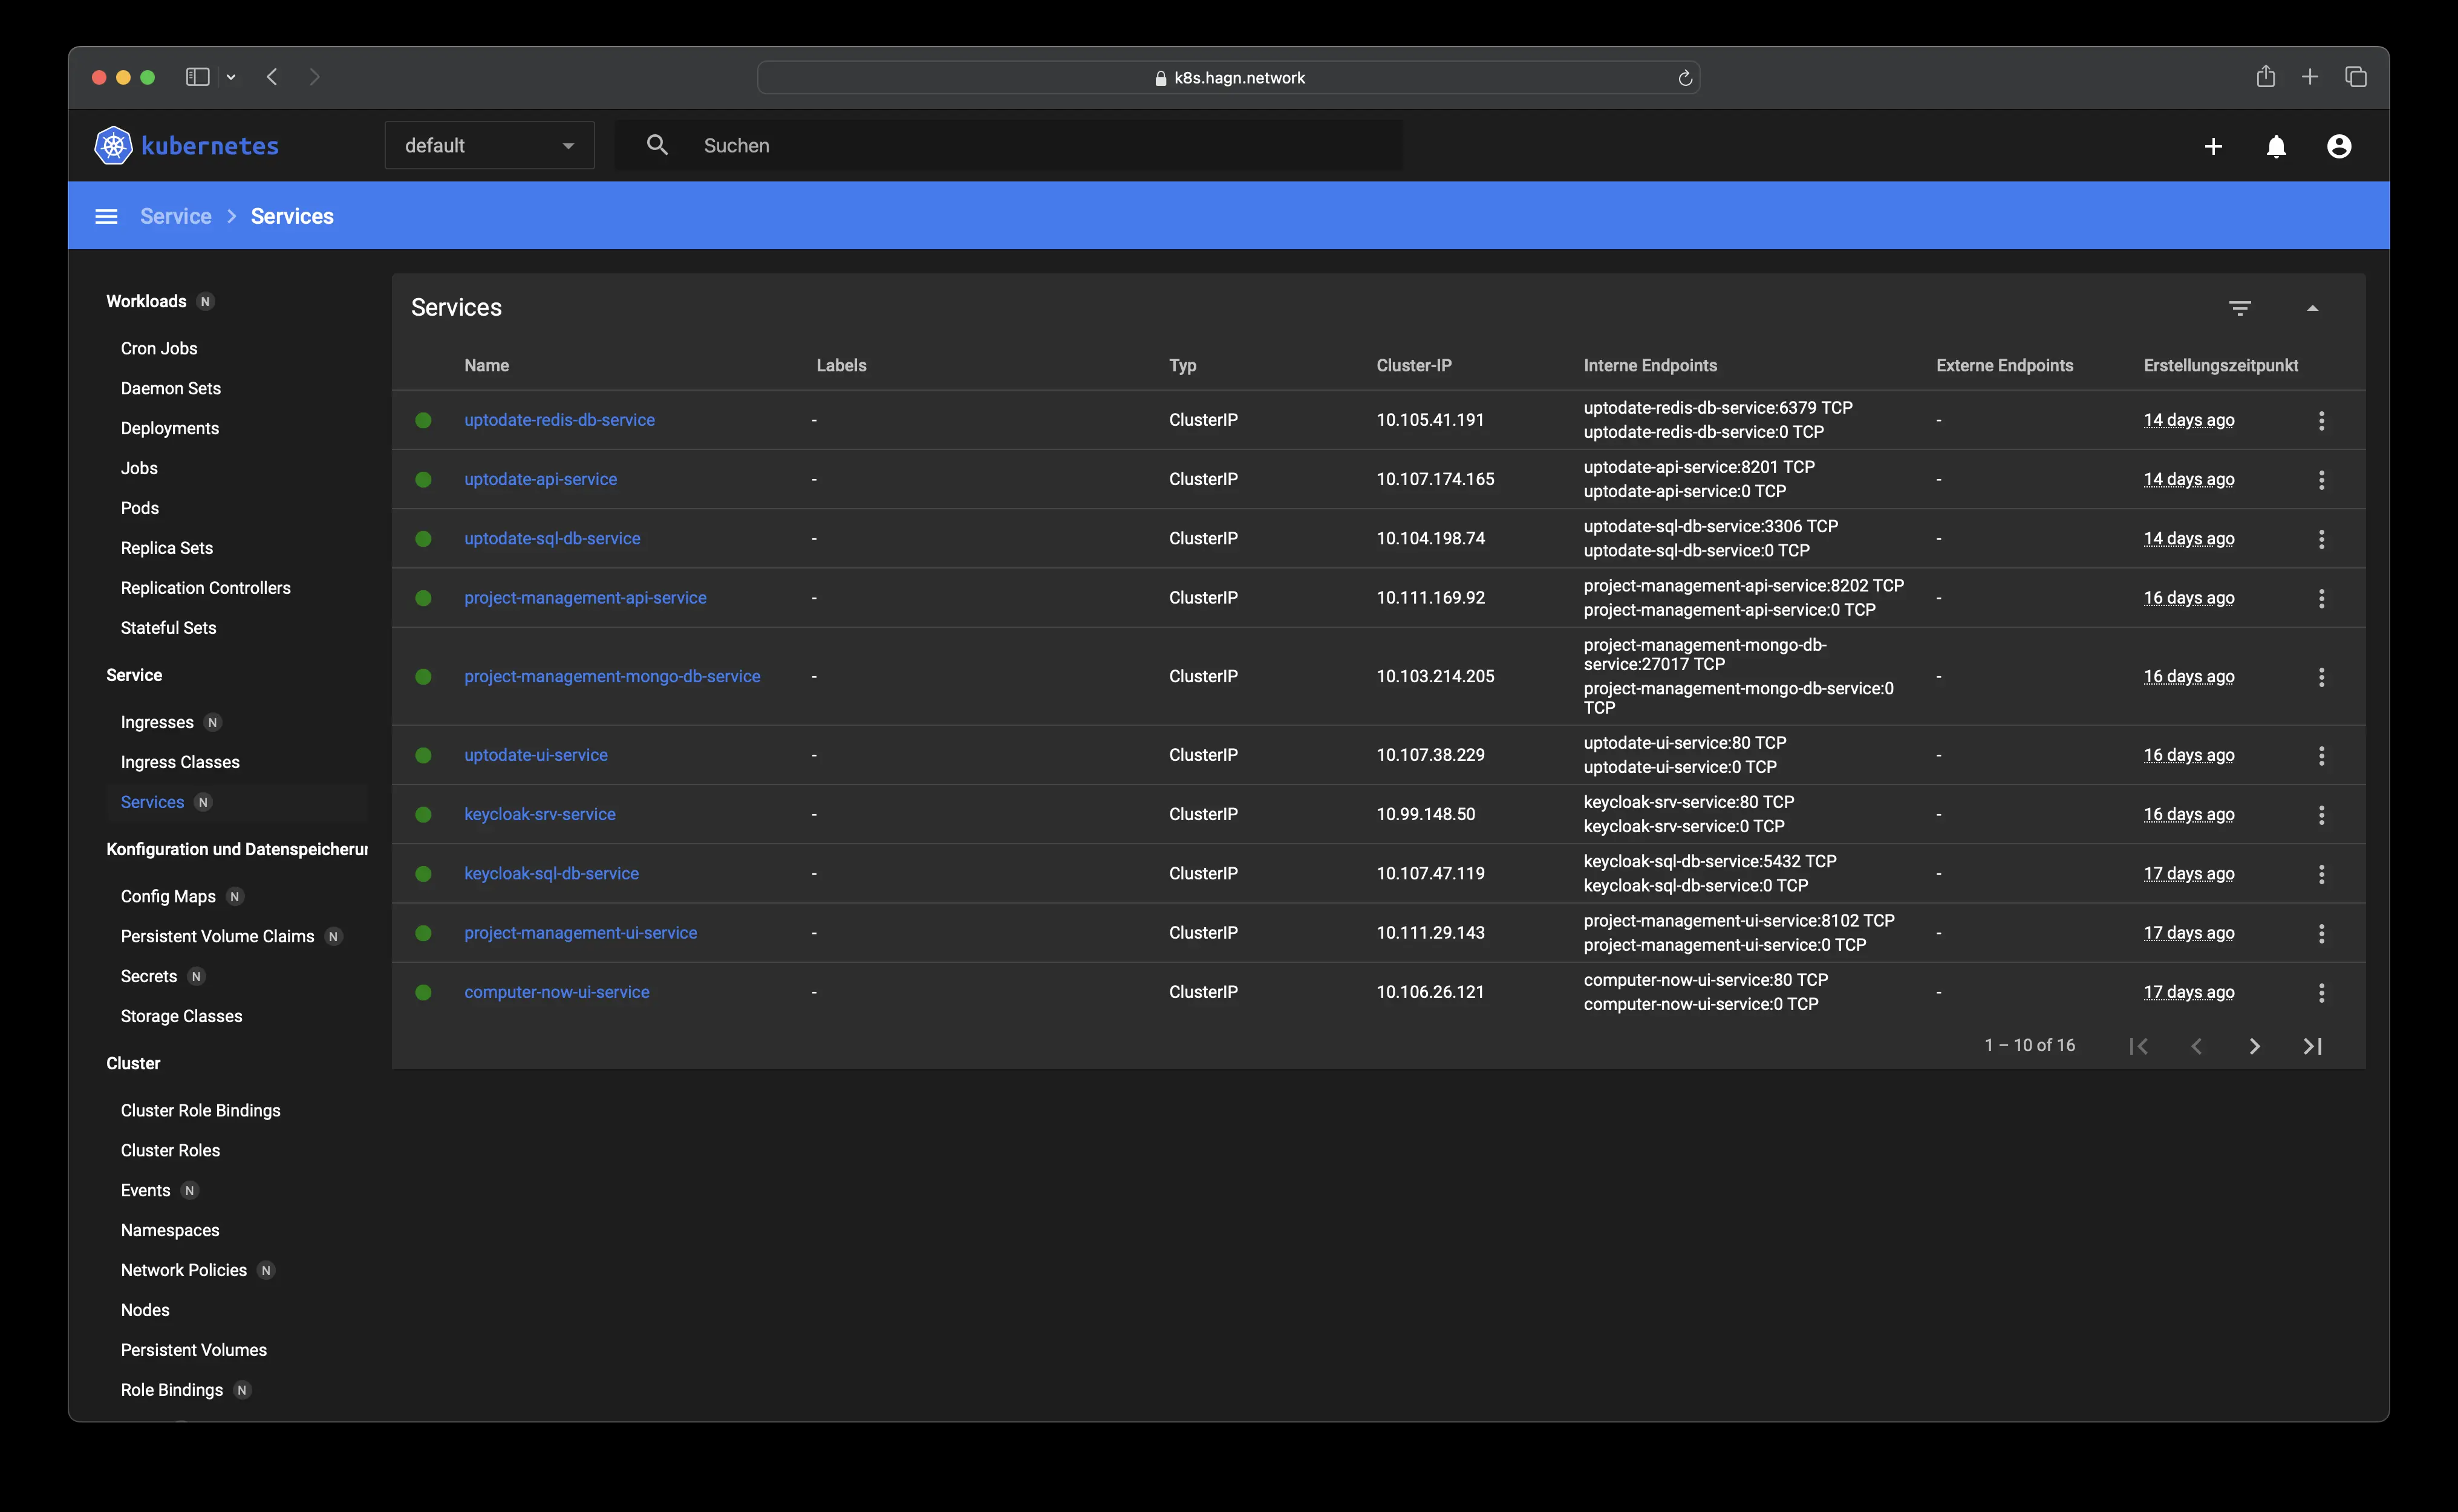 k8s.hagn.network
kubernetes
default
Suchen
Service
Services
Workloads N
Cron Jobs
Daemon Sets
Deployments
Jobs
Pods
Replica Sets
Replication Controllers
Stateful Sets
Service
Ingresses N
Ingress Classes
Services N
Konfiguration und Datenspeicherun
Config Maps N
Persistent Volume Claims N
Secrets N
Storage Classes
Cluster
Cluster Role Bindings
Cluster Roles
Events N
Namespaces
Network Policies N
Nodes
Persistent Volumes
Role Bindings N
Services
Name Labels Typ Cluster-IP Interne Endpoints Externe Endpoints Erstellungszeitpunkt
uptodate-redis-db-service - ClusterIP 10.105.41.191 uptodate-redis-db-service:6379 TCP - 14 days ago
uptodate-redis-db-service:0 TCP
uptodate-api-service - ClusterIP 10.107.174.165 uptodate-api-service:8201 TCP - 14 days ago
uptodate-api-service:0 TCP
uptodate-sql-db-service - ClusterIP 10.104.198.74 uptodate-sql-db-service:3306 TCP - 14 days ago
uptodate-sql-db-service:0 TCP
project-management-api-service - ClusterIP 10.111.169.92 project-management-api-service:8202 TCP - 16 days ago
project-management-api-service:0 TCP
project-management-mongo-db-service - ClusterIP 10.103.214.205 project-management-mongo-db- - 16 days ago
service:27017 TCP
project-management-mongo-db-service:0
TCP
uptodate-ui-service - ClusterIP 10.107.38.229 uptodate-ui-service:80 TCP - 16 days ago
uptodate-ui-service:0 TCP
keycloak-srv-service - ClusterIP 10.99.148.50 keycloak-srv-service:80 TCP - 16 days ago
keycloak-srv-service:0 TCP
keycloak-sql-db-service - ClusterIP 10.107.47.119 keycloak-sql-db-service:5432 TCP - 17 days ago
keycloak-sql-db-service:0 TCP
project-management-ui-service - ClusterIP 10.111.29.143 project-management-ui-service:8102 TCP - 17 days ago
project-management-ui-service:0 TCP
computer-now-ui-service - ClusterIP 10.106.26.121 computer-now-ui-service:80 TCP - 17 days ago
computer-now-ui-service:0 TCP
1 – 10 of 16